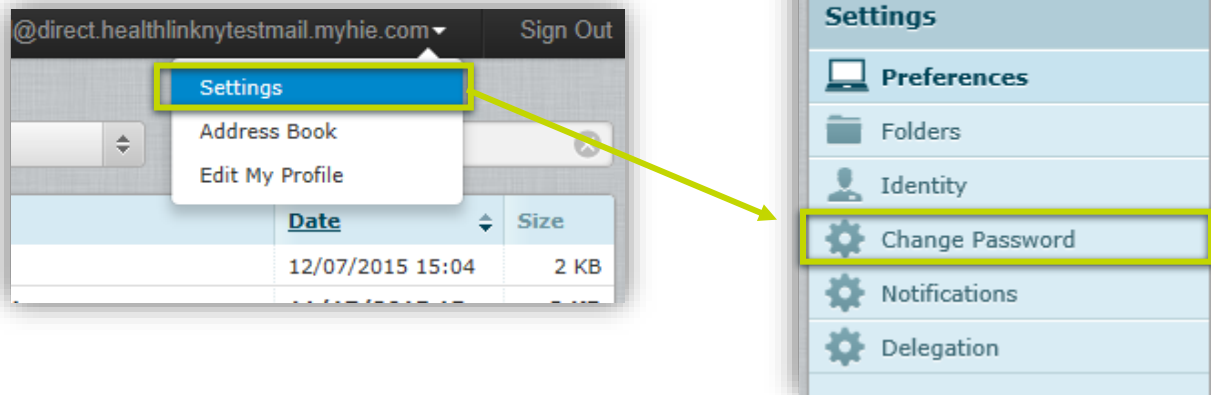 @direct.healthlinknytestmail.myhie.com
Sign Out
Settings
Address Book
Edit My Profile
Date
Size
12/07/2015 15:04
2 KB
Settings
Preferences
Folders
Identity
Change Password
Notifications
Delegation